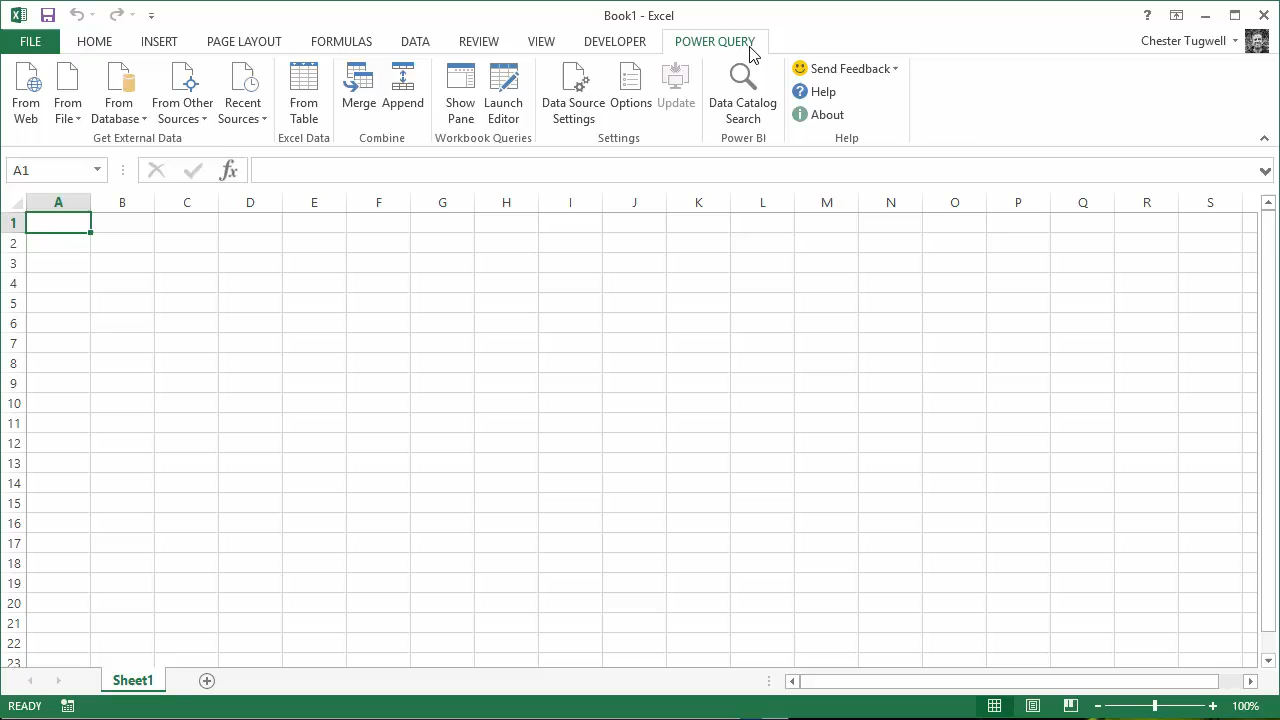 Book1 - Excel
FILE HOME INSERT PAGE LAYOUT FORMULAS DATA REVIEW VIEW DEVELOPER POWER QUERY Chester Tugwell
From Web
From File
From Database
From Other Sources
Recent Sources
Get External Data
From Table
Excel Data
Merge
Append
Combine
Show Pane
Launch Editor
Workbook Queries
Data Source Settings
Options
Update
Settings
Data Catalog Search
Power BI
Send Feedback
Help
About
Help
A1
fx
A B C D E F G H I J K L M N O P Q R S
1
2
3
4
5
6
7
8
9
10
11
12
13
14
15
16
17
18
19
20
21
22
23
Sheet1
READY 100%